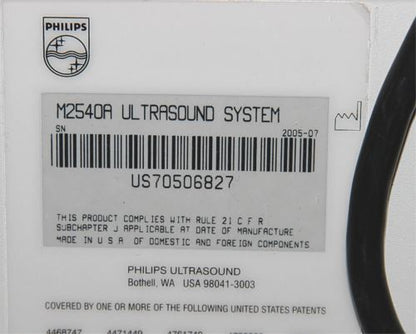 PHILIPS
M2540A ULTRASOUND SYSTEM
SN
2005-07
US70506827
THIS PRODUCT COMPLIES WITH RULE 21 C F R
SUBCHAPTER J APPLICABLE AT DATE OF MANUFACTURE
MADE IN U S A OF DOMESTIC AND FOREIGN COMPONENTS
PHILIPS ULTRASOUND
Bothell, WA USA 98041-3003
COVERED BY ONE OR MORE OF THE FOLLOWING UNITED STATES PATENTS
4468747 4471449